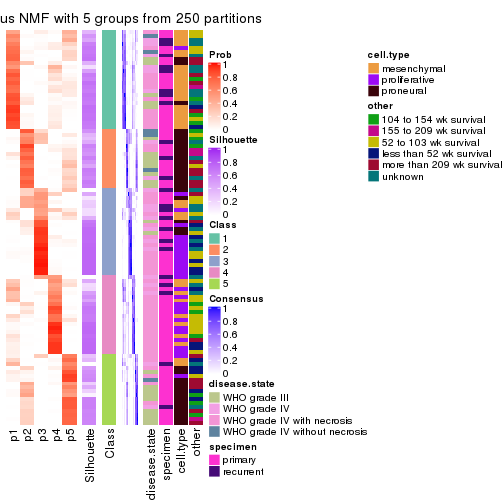 us NMF with 5 groups from 250 partitions
Prob
1
0.8
0.6
0.4
0.2
0
Silhouette
1
0.8
0.6
0.4
0.2
0
Class
1
2
3
4
5
Consensus
1
0.8
0.6
0.4
0.2
0
disease.state
WHO grade III
WHO grade IV
WHO grade IV with necrosis
WHO grade IV without necrosis
specimen
primary
recurrent
cell.type
mesenchymal
proliferative
proneural
other
104 to 154 wk survival
155 to 209 wk survival
52 to 103 wk survival
less than 52 wk survival
more than 209 wk survival
unknown
p1
p2
p3
p4
p5
Silhouette
Class
disease.state
specimen
cell.type
other